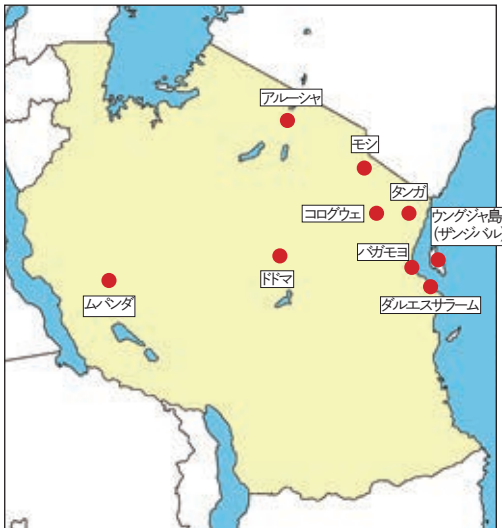 アルーシャ
モシ
タンガ
コログウェ
ウングジャ島
(ザンジバル)
バガモヨ
ドドマ
ムパンダ
ダルエスサラーム